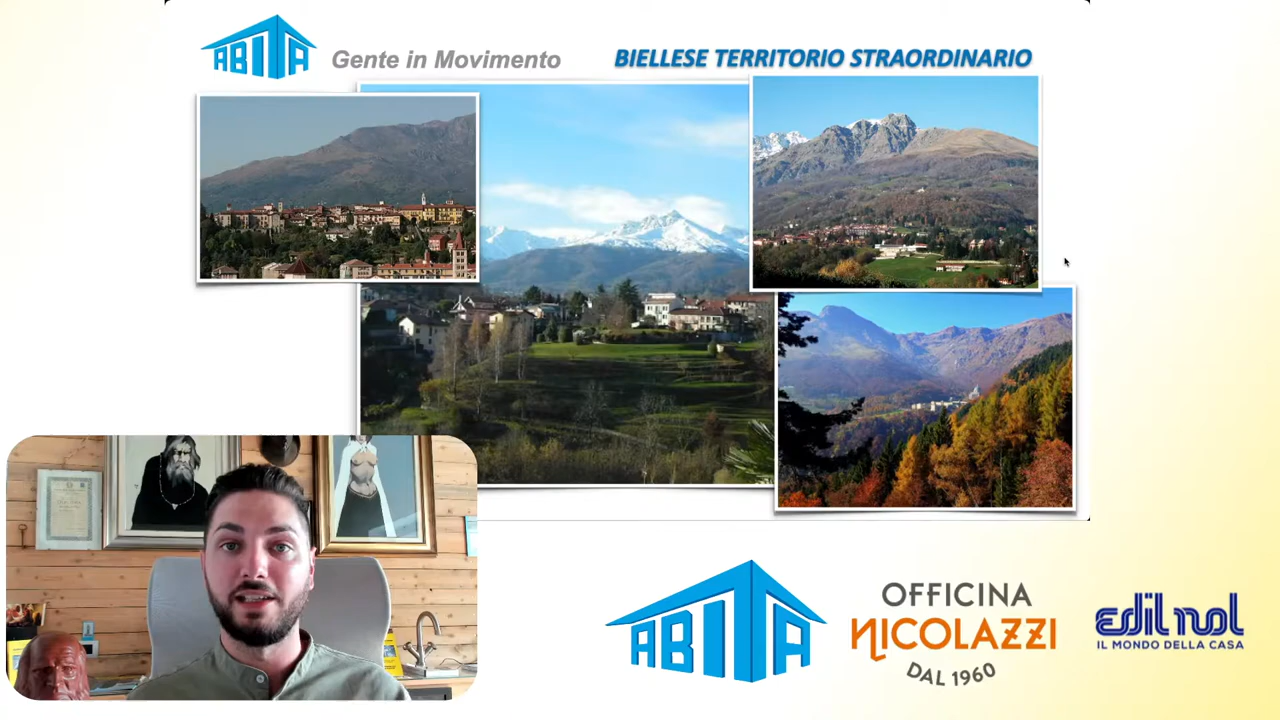 ABITA
Gente in Movimento
BIELLESE TERRITORIO STRAORDINARIO
ABITA
OFFICINA
NICOLAZZI
DAL 1960
edilnol
IL MONDO DELLA CASA